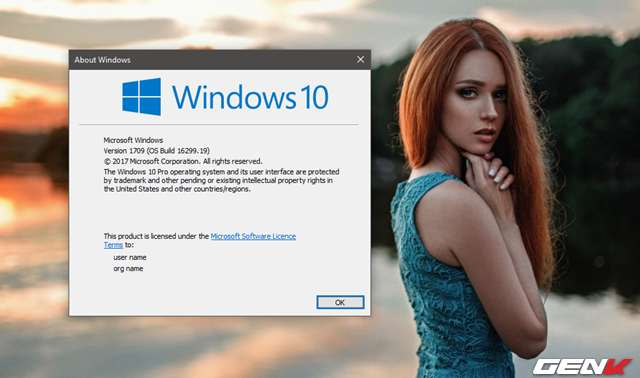 About Windows
Windows 10
Microsoft Windows
Version 1709 (OS Build 16299.19)
© 2017 Microsoft Corporation. All rights reserved.
The Windows 10 Pro operating system and its user interface are protected
by trademark and other pending or existing intellectual property rights in
the United States and other countries/regions.
This product is licensed under the Microsoft Software Licence
Terms to:
user name
org name
OK
GENK